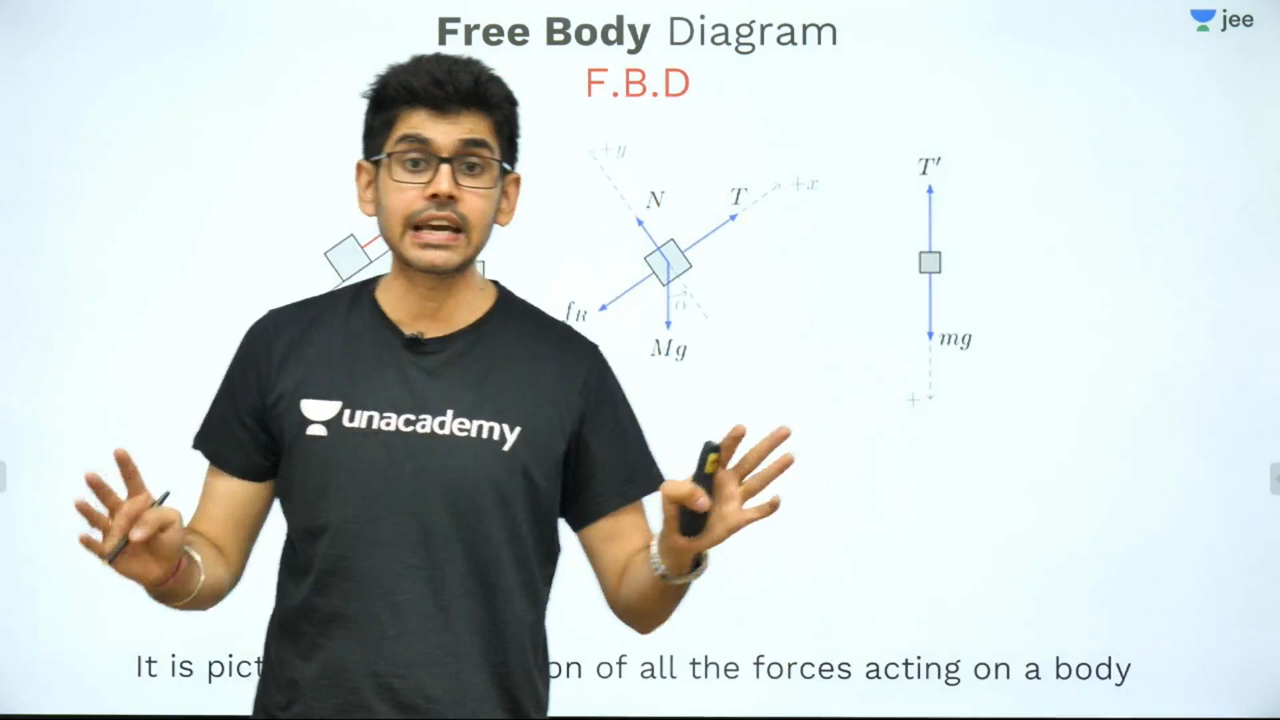 Free Body Diagram
jee
F.B.D
+y
N
T
+x
T′
f_R
α
Mg
mg
+
unacademy
It is pict
on of all the forces acting on a body